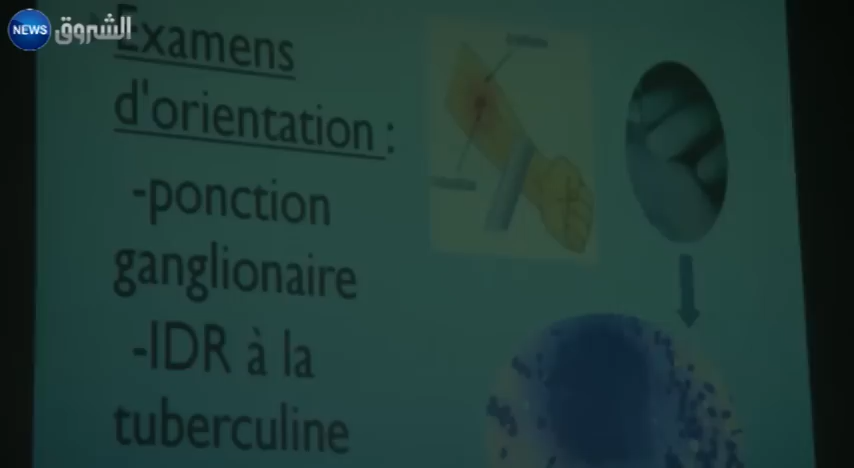 NEWS الشروق
Examens
d'orientation :
-ponction
ganglionaire
-IDR à la
tuberculine